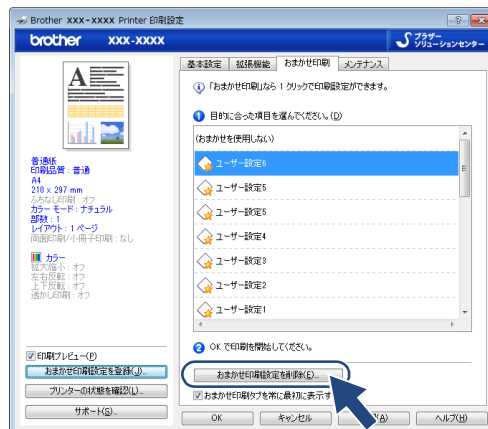 Brother XXX-XXXX Printer 印刷設定
brother XXX-XXXX
ブラザー
ソリューションセンター
基本設定 拡張機能 おまかせ印刷 メンテナンス
「おまかせ印刷」なら 1 クリックで印刷設定ができます。
1 目的に合った項目を選んでください。(D)
(おまかせを使用しない)
ユーザー設定6
ユーザー設定5
ユーザー設定5
ユーザー設定4
ユーザー設定3
ユーザー設定2
ユーザー設定1
普通紙
印刷品質 : 普通
A4
210 x 297 mm
ふちなし印刷 : オフ
カラー モード : ナチュラル
部数 : 1
レイアウト : 1 ページ
両面印刷/小冊子印刷 : なし
カラー
拡大縮小 : オフ
左右反転 : オフ
上下反転 : オフ
透かし印刷 : オフ
2 OK で印刷を開始してください。
印刷プレビュー(P)
おまかせ印刷設定を登録(J)...
プリンターの状態を確認(L)...
サポート(S)...
おまかせ印刷設定を削除(E)...
おまかせ印刷タブを常に最初に表示す
OK キャンセル (A) ヘルプ(H)